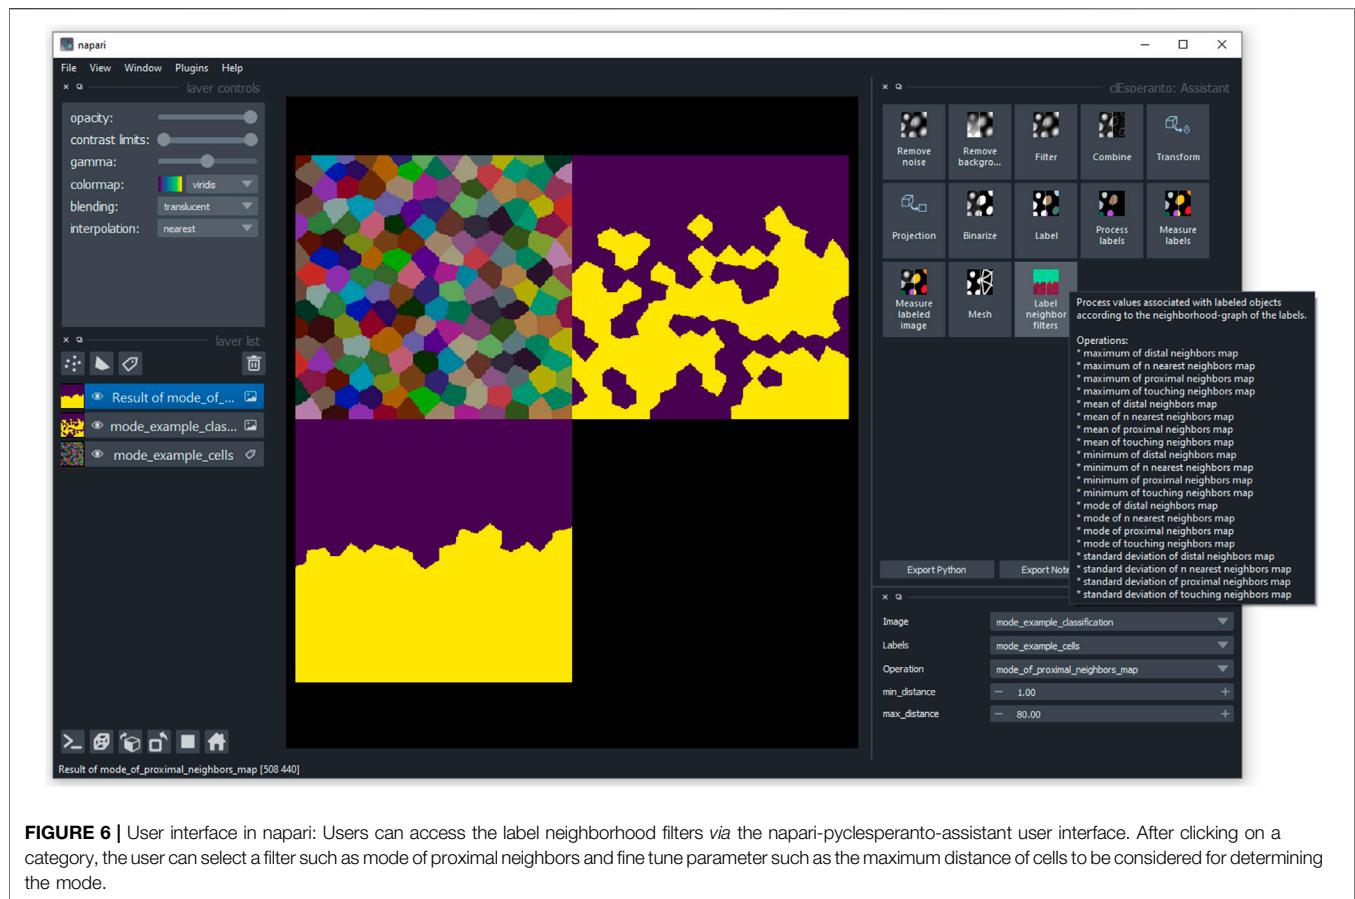 napari
File View Window Plugins Help
layer controls
opacity:
contrast limits:
gamma:
colormap: viridis
blending: translucent
interpolation: nearest
layer list
Result of mode_of_...
mode_example_clas...
mode_example_cells
Result of mode_of_proximal_neighbors_map [508 440]
clEsperanto: Assistant
Remove noise
Remove backgro...
Filter
Combine
Transform
Projection
Binarize
Label
Process labels
Measure labels
Measure labeled image
Mesh
Label neighbor filters
Process values associated with labeled objects
according to the neighborhood-graph of the labels.
Operations:
* maximum of distal neighbors map
* maximum of n nearest neighbors map
* maximum of proximal neighbors map
* maximum of touching neighbors map
* mean of distal neighbors map
* mean of n nearest neighbors map
* mean of proximal neighbors map
* mean of touching neighbors map
* minimum of distal neighbors map
* minimum of n nearest neighbors map
* minimum of proximal neighbors map
* minimum of touching neighbors map
* mode of distal neighbors map
* mode of n nearest neighbors map
* mode of proximal neighbors map
* mode of touching neighbors map
* standard deviation of distal neighbors map
* standard deviation of n nearest neighbors map
* standard deviation of proximal neighbors map
* standard deviation of touching neighbors map
Export Python
Export Note
Image mode_example_classification
Labels mode_example_cells
Operation mode_of_proximal_neighbors_map
min_distance − 1.00 +
max_distance − 80.00 +
FIGURE 6 | User interface in napari: Users can access the label neighborhood filters via the napari-pyclesperanto-assistant user interface. After clicking on a
category, the user can select a filter such as mode of proximal neighbors and fine tune parameter such as the maximum distance of cells to be considered for determining
the mode.